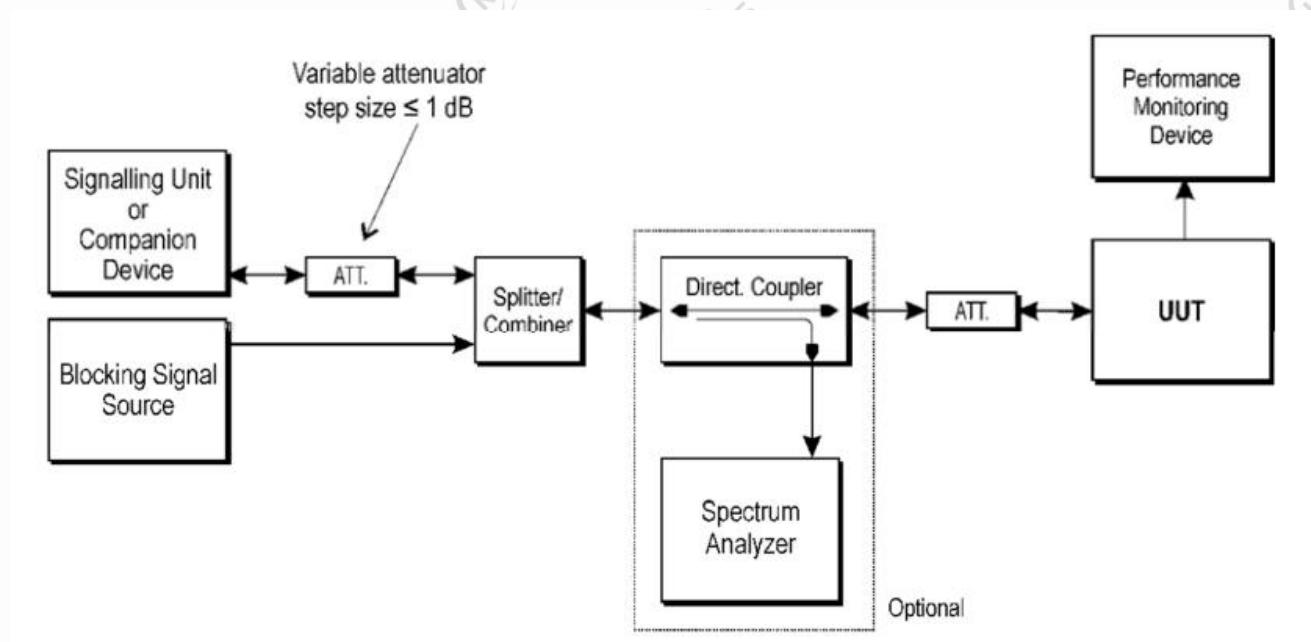 Variable attenuator
step size ≤ 1 dB
Performance
Monitoring
Device
Signalling Unit
or
Companion
Device
ATT.
Splitter/
Combiner
Direct. Coupler
ATT.
UUT
Blocking Signal
Source
Spectrum
Analyzer
Optional